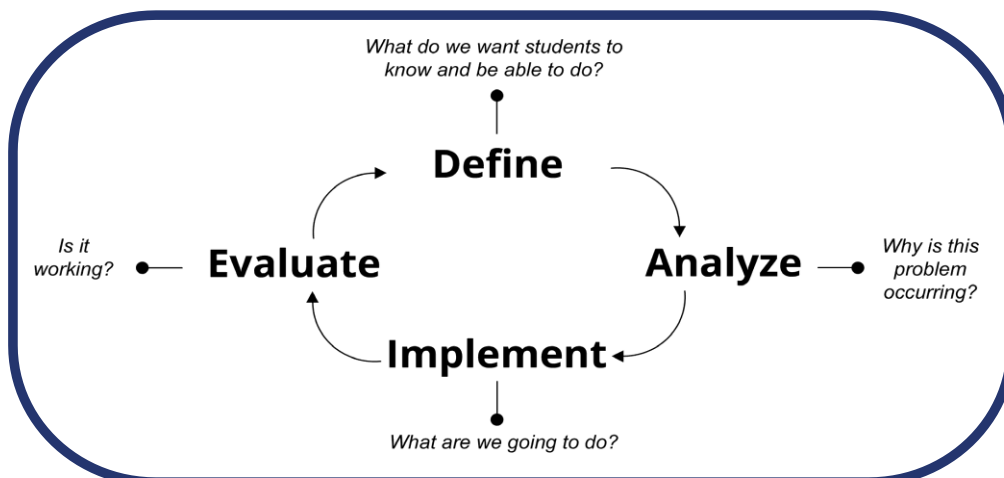 What do we want students to
know and be able to do?
Define
Is it
working?
Evaluate
Analyze
Why is this
problem
occurring?
Implement
What are we going to do?